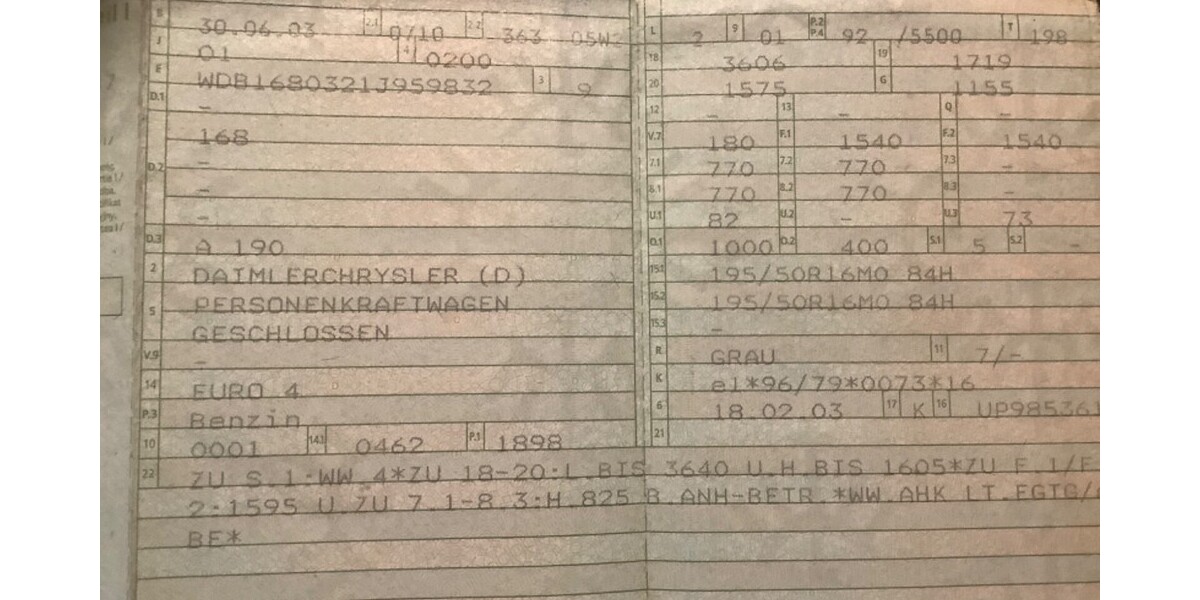 B 30.06.03 2.1 0710 2.2 363 05W2
J 01 4 0200
E WDB1680321J959832 3 9
D.1 -
168
D.2 -
-
-
D.3 A 190
2 DAIMLERCHRYSLER (D)
5 PERSONENKRAFTWAGEN
GESCHLOSSEN
V.9 -
14 EURO 4
P.3 Benzin
10 0001 14.1 0462 P.1 1898
L 2 9 01 P.2 P.4 92 /5500 T 198
18 3606 19 1719
20 1575 G 1155
12 - 13 - Q -
V.7 180 F.1 1540 F.2 1540
7.1 770 7.2 770 7.3 -
8.1 770 8.2 770 8.3 -
U.1 82 U.2 - U.3 73
O.1 1000 O.2 400 S.1 5 S.2 -
15.1 195/50R16MO 84H
15.2 195/50R16MO 84H
15.3 -
R GRAU 11 7/-
K e1*96/79*0073*16
6 18.02.03 17 K 16 UP985361
21
22 ZU S.1:WW.4*ZU 18-20:L.BIS 3640 U.H.BIS 1605*ZU F.1/F.
2:1595 U.ZU 7.1-8.3:H.825 B.ANH-BETR.*WW.AHK LT.EGTG/
BE*